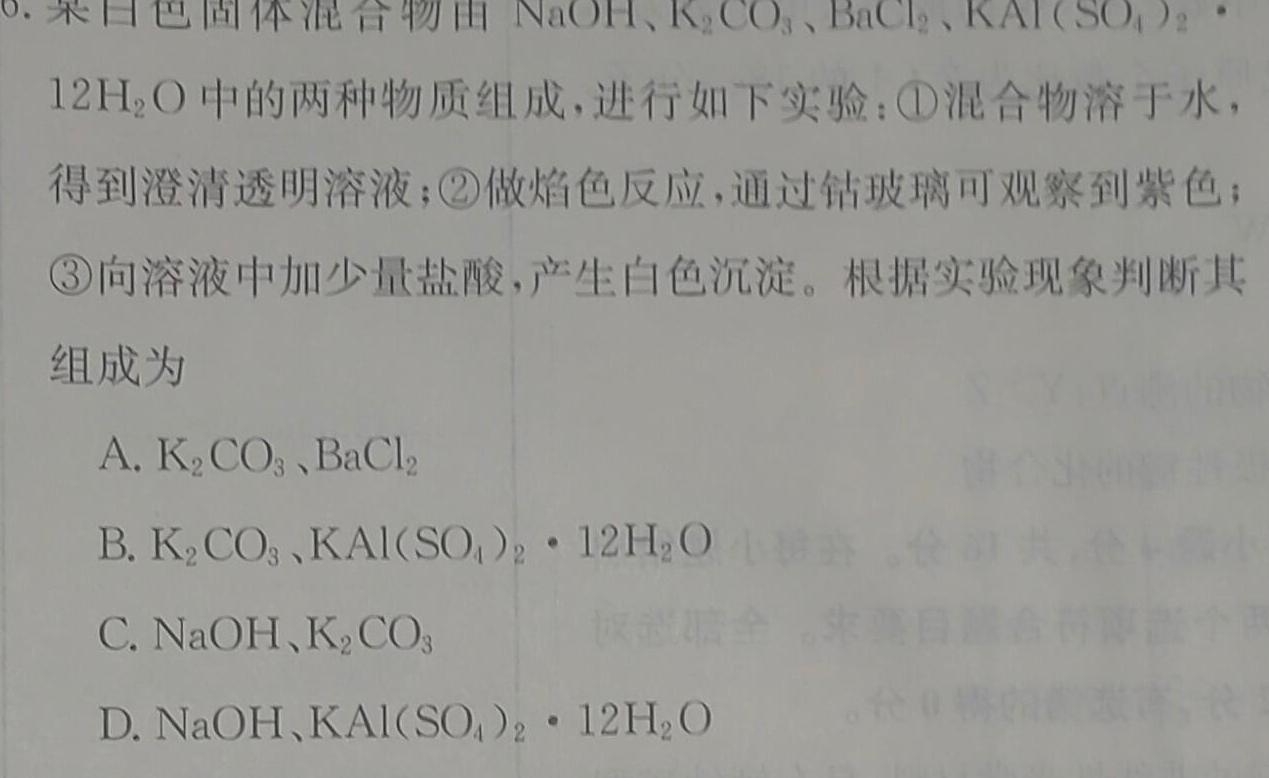 6. 某白色固体混合物由 NaOH、K₂CO₃、BaCl₂、KAl(SO₄)₂·
12H₂O 中的两种物质组成,进行如下实验:①混合物溶于水,
得到澄清透明溶液;②做焰色反应,通过钴玻璃可观察到紫色;
③向溶液中加少量盐酸,产生白色沉淀。根据实验现象判断其
组成为
A. K₂CO₃、BaCl₂
B. K₂CO₃、KAl(SO₄)₂·12H₂O
C. NaOH、K₂CO₃
D. NaOH、KAl(SO₄)₂·12H₂O